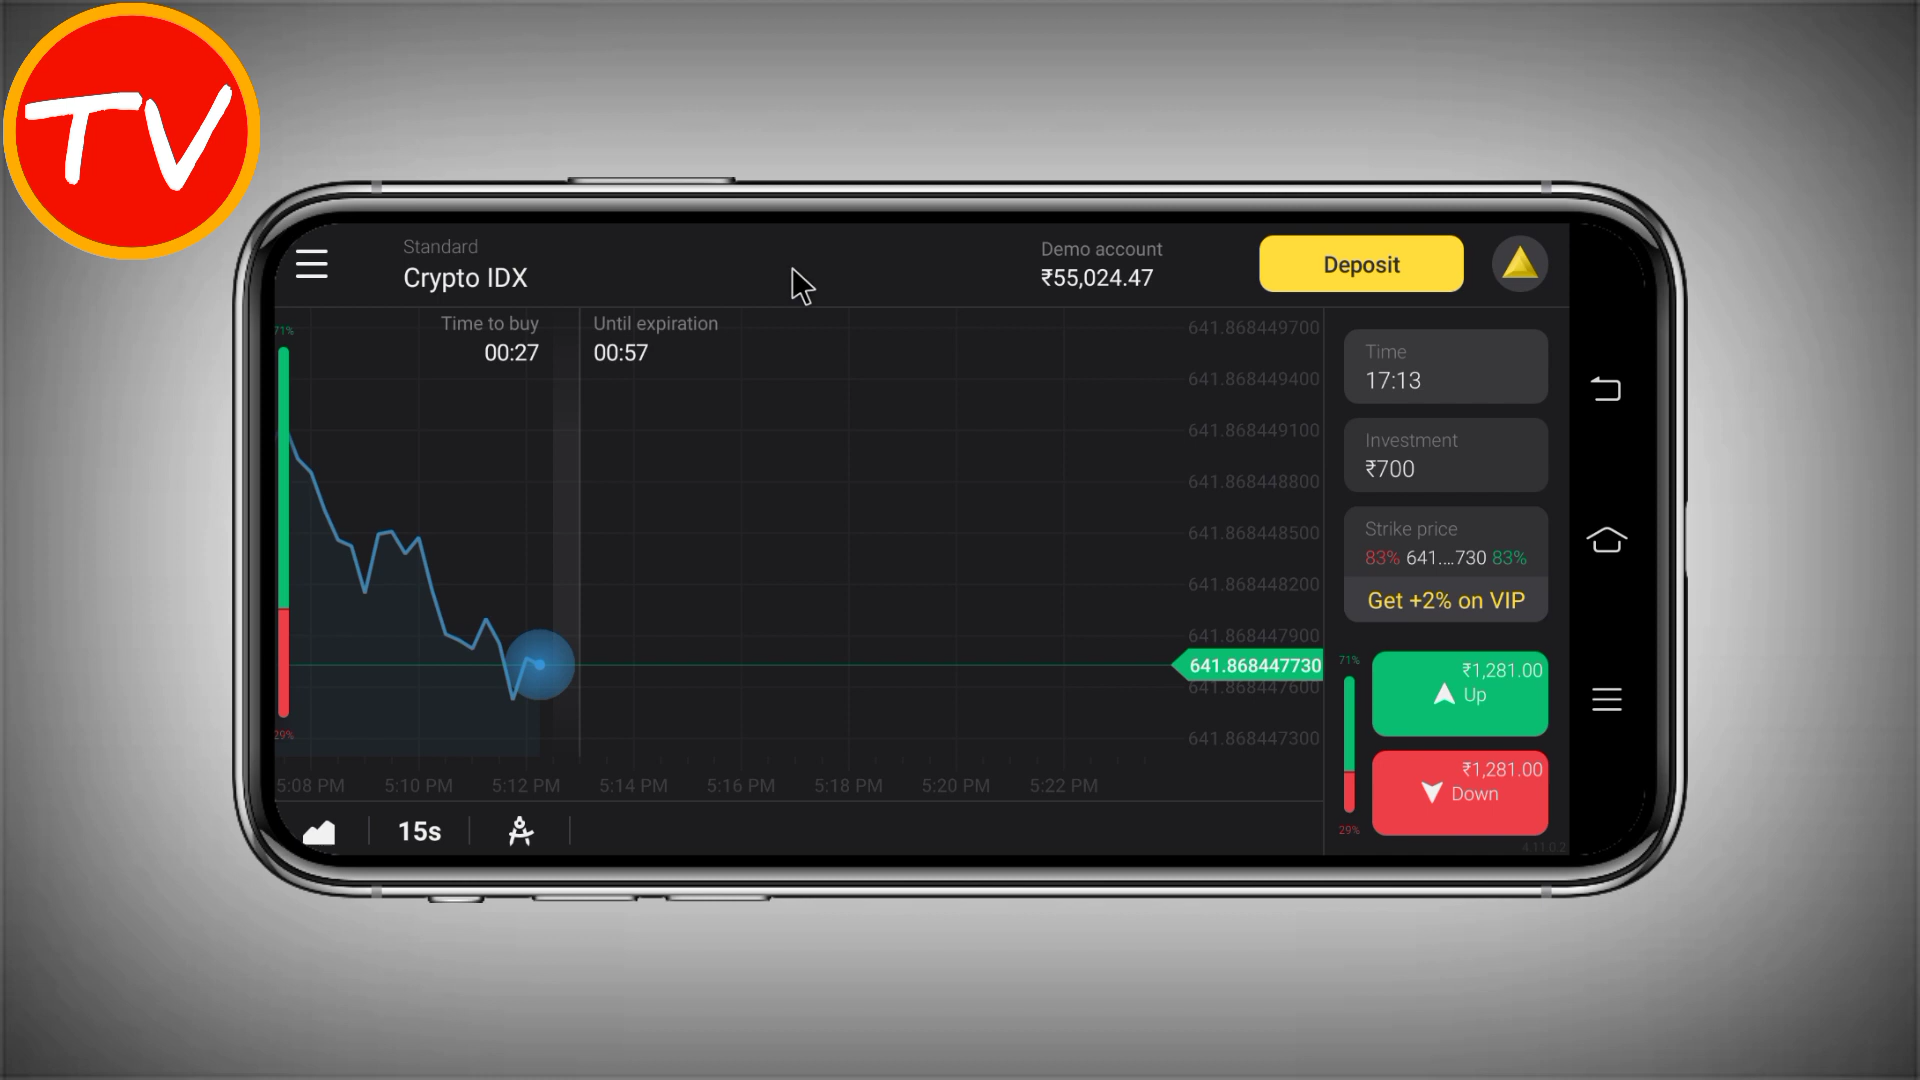 TV
Standard
Crypto IDX
Demo account
₹55,024.47
Deposit
71%
Time to buy
00:27
Until expiration
00:57
641.868449700
641.868449400
641.868449100
641.868448800
641.868448500
641.868448200
641.868447900
641.868447730
641.868447600
641.868447300
29%
5:08 PM
5:10 PM
5:12 PM
5:14 PM
5:16 PM
5:18 PM
5:20 PM
5:22 PM
15s
Time
17:13
Investment
₹700
Strike price
83% 641....730 83%
Get +2% on VIP
71%
₹1,281.00
Up
₹1,281.00
Down
29%
4.11.0.2